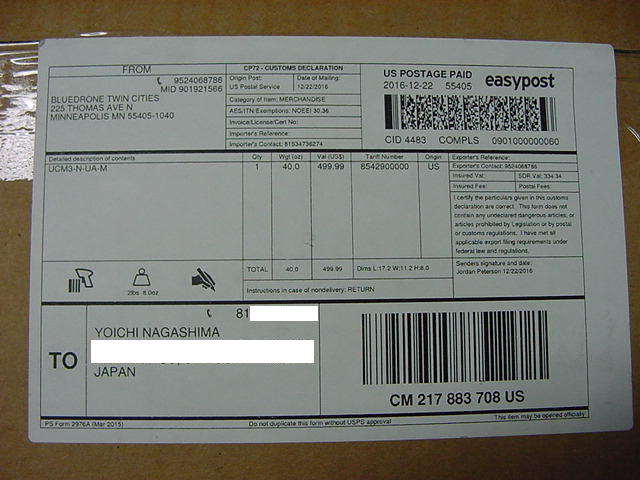 FROM
9524068786
MID 901921566
BLUEDRONE TWIN CITIES
225 THOMAS AVE N
MINNEAPOLIS MN 55405-1040
CP72 - CUSTOMS DECLARATION
Origin Post: Date of Mailing:
US Postal Service 12/22/2016
Category of Item: MERCHANDISE
AES/ITN/Exemptions: NOEEI 30.36
Invoice/License/Cert No:
Importer's Reference:
Importer's Contact: 81534736274
US POSTAGE PAID easypost
2016-12-22 55405
CID 4483 COMPLS 0901000000060
Detailed description of contents Qty Wgt (oz) Val (US$) Tariff Number Origin
UCM3-N-UA-M 1 40.0 499.99 8542900000 US
Exporter's Reference:
Exporter's Contact: 9524068786
Insured Val: SDR Val: 334.34
Insured Fee: Postal Fees:
I certify the particulars given in this customs
declaration are correct. This form does not
contain any undeclared dangerous articles, or
articles prohibited by Legislation or by postal
or customs regulations. I have met all
applicable export filing requirements under
federal law and regulations.
Senders signature and date:
Jordan Peterson 12/22/2016
TOTAL 40.0 499.99 Dims L:17.2 W:11.2 H:8.0
2lbs 8.0oz
Instructions in case of nondelivery: RETURN
TO
81
YOICHI NAGASHIMA
JAPAN
CM 217 883 708 US
PS Form 2976A (Mar 2015) Do not duplicate this form without USPS approval This item may be opened officially